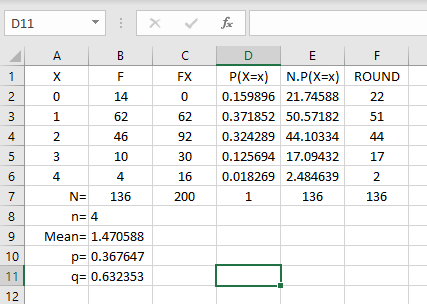 D11 fx
A B C D E F
1 X F FX P(X=x) N.P(X=x) ROUND
2 0 14 0 0.159896 21.74588 22
3 1 62 62 0.371852 50.57182 51
4 2 46 92 0.324289 44.10334 44
5 3 10 30 0.125694 17.09432 17
6 4 4 16 0.018269 2.484639 2
7 N= 136 200 1 136 136
8 n= 4
9 Mean= 1.470588
10 p= 0.367647
11 q= 0.632353
12